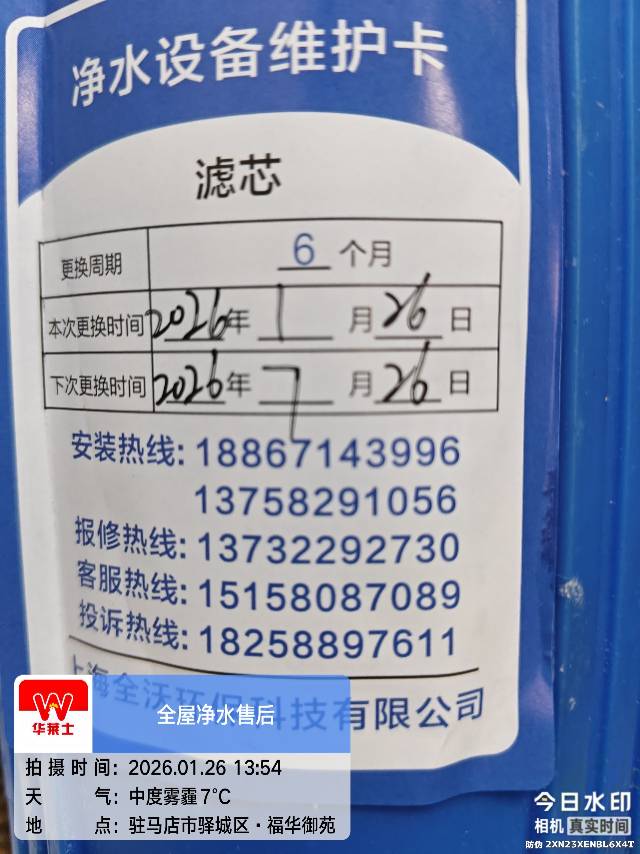 净水设备维护卡
滤芯
更换周期 6 个月
本次更换时间 2026年 1 月 26 日
下次更换时间 2026年 7 月 26 日
安装热线: 18867143996
13758291056
报修热线: 13732292730
客服热线: 15158087089
投诉热线: 18258897611
上海全沃环保科技有限公司
华莱士
全屋净水售后
拍摄时间: 2026.01.26 13:54
天气: 中度雾霾 7℃
地点: 驻马店市驿城区·福华御苑
今日水印
相机 真实时间
防伪 2XN23XENBL6X4T